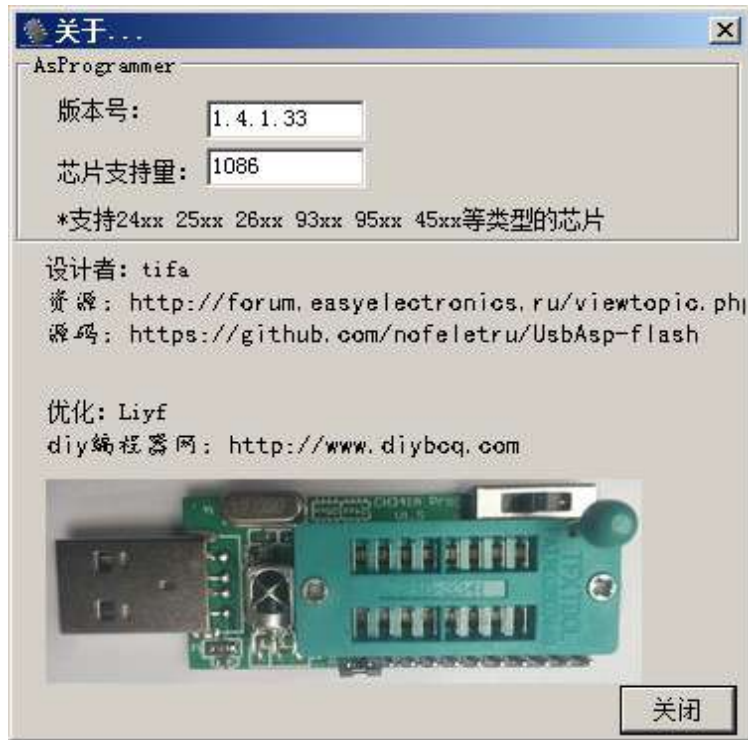 关于...
AsProgrammer
版本号: 1.4.1.33
芯片支持量: 1086
*支持24xx 25xx 26xx 93xx 95xx 45xx等类型的芯片
设计者: tifa
资源: http://forum.easyelectronics.ru/viewtopic.ph
源码: https://github.com/nofeletru/UsbAsp-flash
优化: Liyf
diy编程器网: http://www.diybcq.com
CH341A Pro
TEXTOOL
关闭